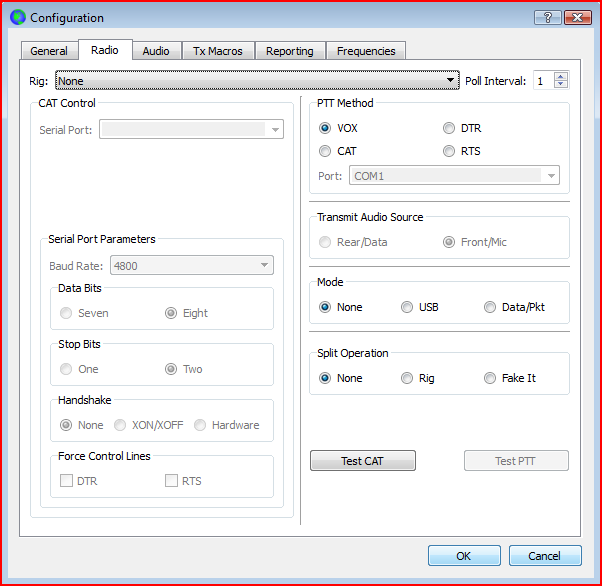 Configuration
General Radio Audio Tx Macros Reporting Frequencies
Rig: None Poll Interval: 1
CAT Control
Serial Port:
Serial Port Parameters
Baud Rate: 4800
Data Bits
Seven Eight
Stop Bits
One Two
Handshake
None XON/XOFF Hardware
Force Control Lines
DTR RTS
PTT Method
VOX DTR
CAT RTS
Port: COM1
Transmit Audio Source
Rear/Data Front/Mic
Mode
None USB Data/Pkt
Split Operation
None Rig Fake It
Test CAT Test PTT
OK Cancel